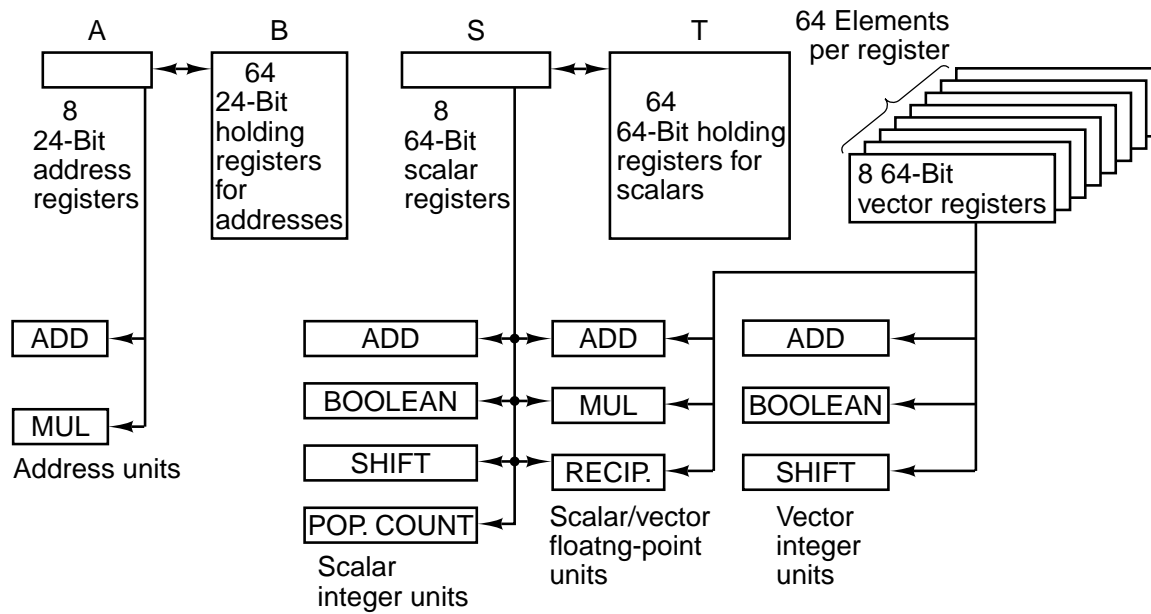 A
B
S
T
64 Elements
per register
8
24-Bit
address
registers
64
24-Bit
holding
registers
for
addresses
8
64-Bit
scalar
registers
64
64-Bit holding
registers for
scalars
8 64-Bit
vector registers
ADD
MUL
Address units
ADD
BOOLEAN
SHIFT
POP. COUNT
Scalar
integer units
ADD
MUL
RECIP.
Scalar/vector
floatng-point
units
ADD
BOOLEAN
SHIFT
Vector
integer
units